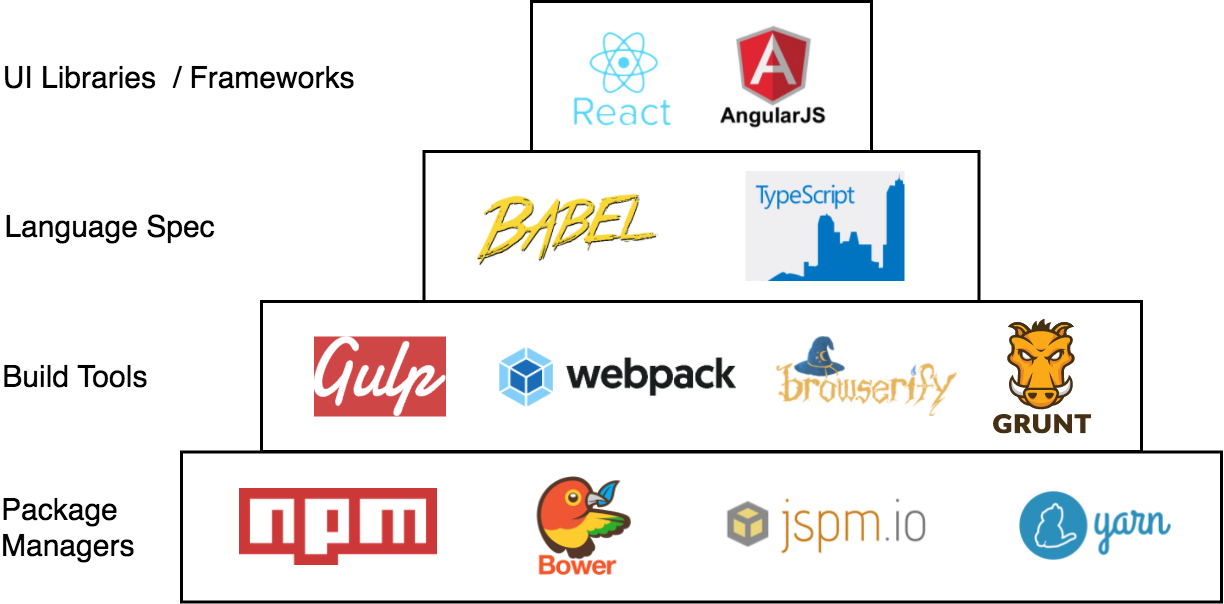 UI Libraries / Frameworks
React
AngularJS
Language Spec
BABEL
TypeScript
Build Tools
Gulp
webpack
browserify
GRUNT
Package
Managers
npm
Bower
jspm.io
yarn